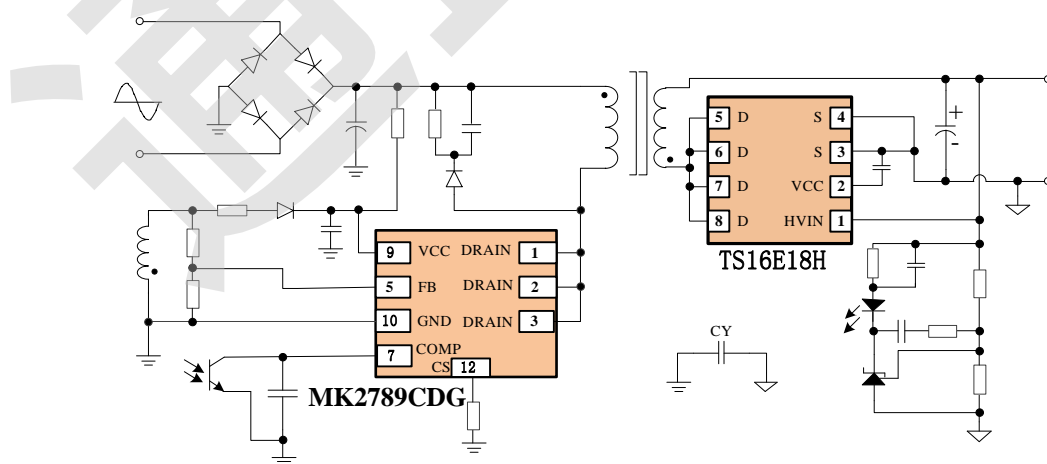 5 D S 4
6 D S 3
7 D VCC 2
8 D HVIN 1
TS16E18H
+
-
9 VCC DRAIN 1
5 FB DRAIN 2
10 GND DRAIN 3
7 COMP
CS 12
MK2789CDG
CY